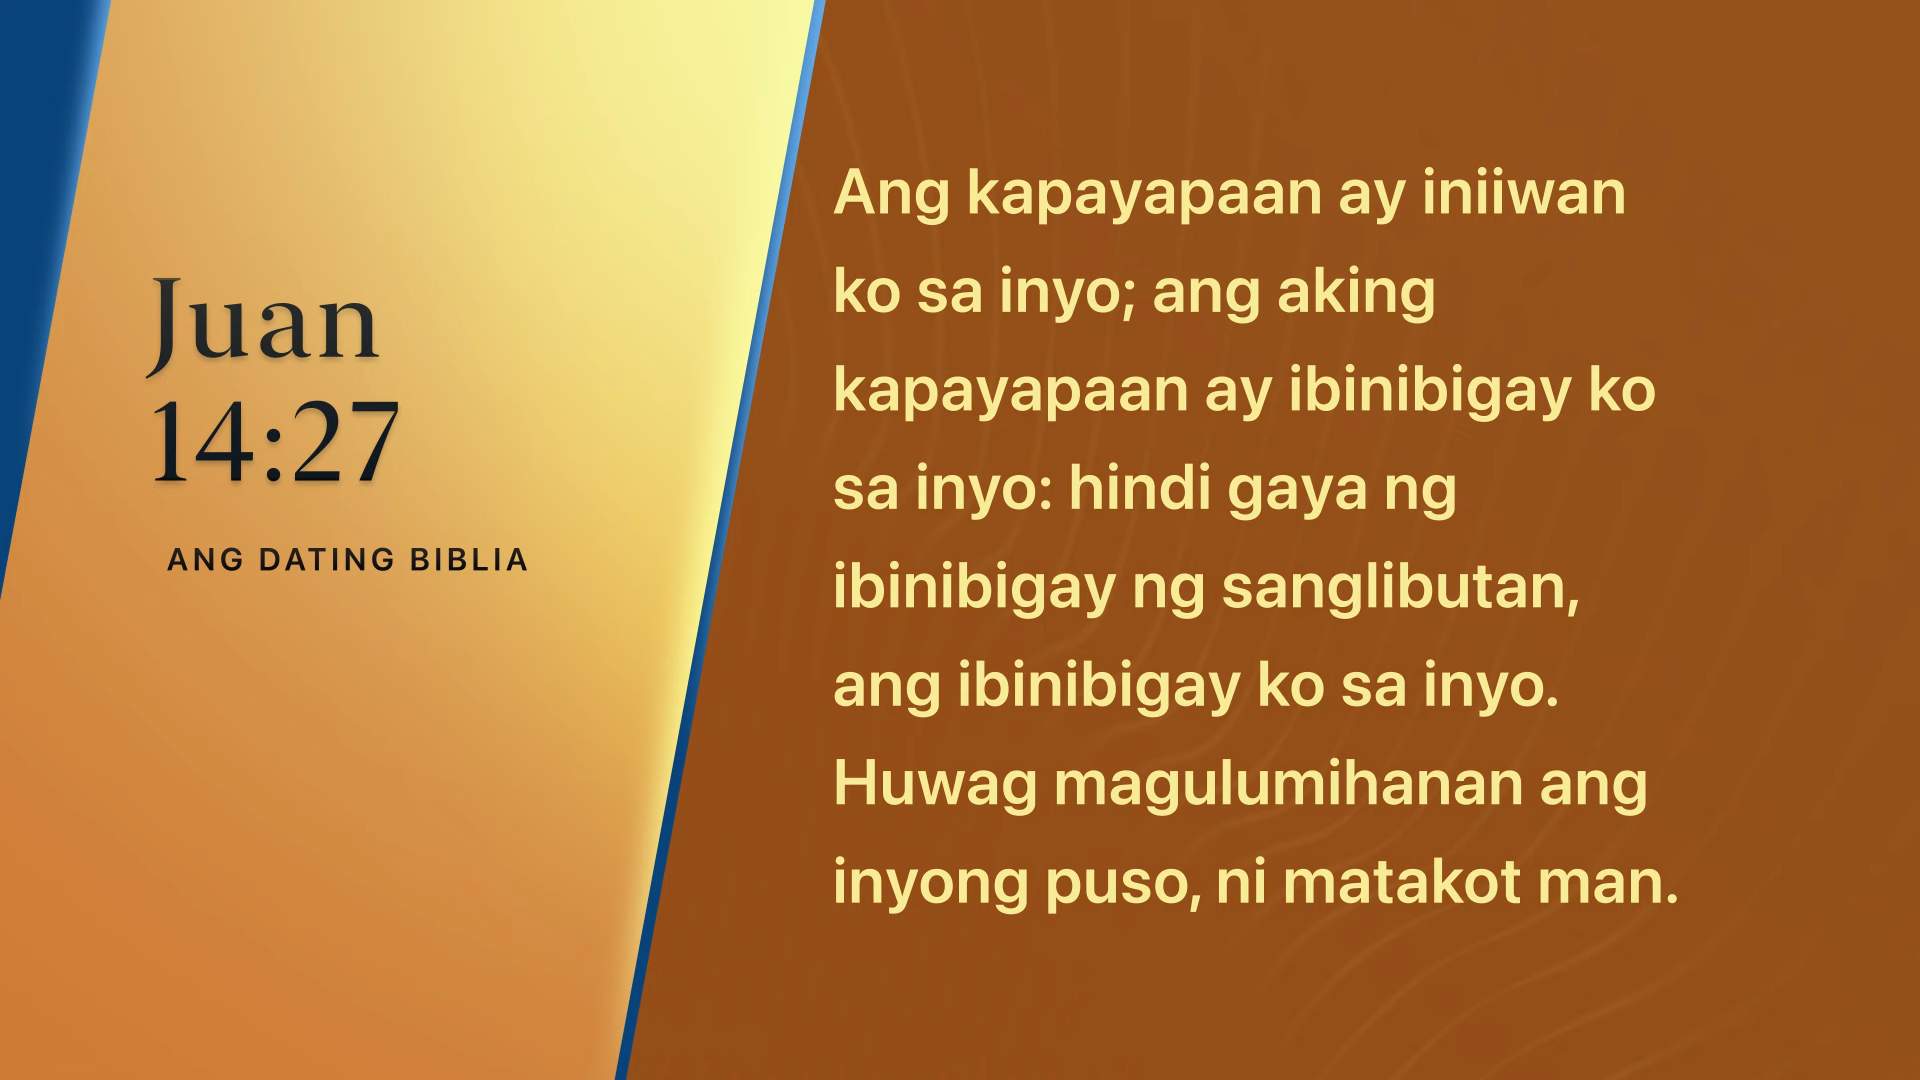 Juan
14:27
ANG DATING BIBLIA
Ang kapayapaan ay iniiwan
ko sa inyo; ang aking
kapayapaan ay ibinibigay ko
sa inyo: hindi gaya ng
ibinibigay ng sanglibutan,
ang ibinibigay ko sa inyo.
Huwag magulumihanan ang
inyong puso, ni matakot man.